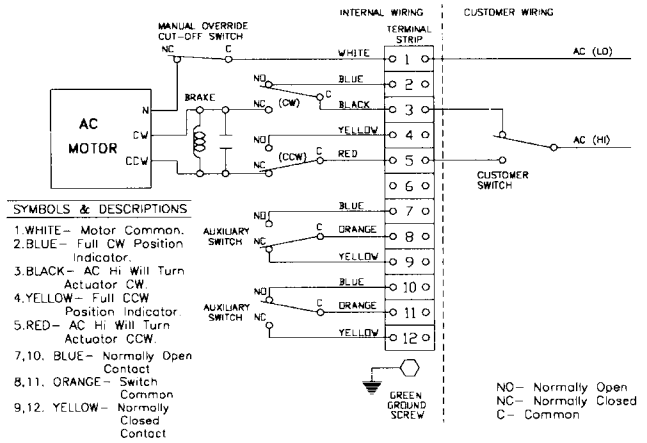 INTERNAL WIRING
CUSTOMER WIRING
MANUAL OVERRIDE
CUT-OFF SWITCH
TERMINAL
STRIP
NC C
WHITE
1
AC (LO)
NO
BLUE
2
C
BRAKE
NC (CW)
BLACK
3
N
AC
MOTOR
CW
CCW
NO
YELLOW
4
AC (HI)
NC
(CCW) C
RED
5
CUSTOMER
SWITCH
6
SYMBOLS & DESCRIPTIONS
1.WHITE- Motor Common.
2.BLUE- Full CW Position
Indicator.
3.BLACK- AC Hi Will Turn
Actuator CW.
4.YELLOW- Full CCW
Position Indicator.
5.RED- AC Hi Will Turn
Actuator CCW.
7,10. BLUE- Normally Open
Contact
8,11. ORANGE- Switch
Common
9,12. YELLOW- Normally
Closed
Contact
NO
BLUE
7
AUXILIARY
SWITCH
NC
C
ORANGE
8
YELLOW
9
NO
BLUE
10
AUXILIARY
SWITCH
NC
C
ORANGE
11
YELLOW
12
GREEN
GROUND
SCREW
NO- Normally Open
NC- Normally Closed
C- Common